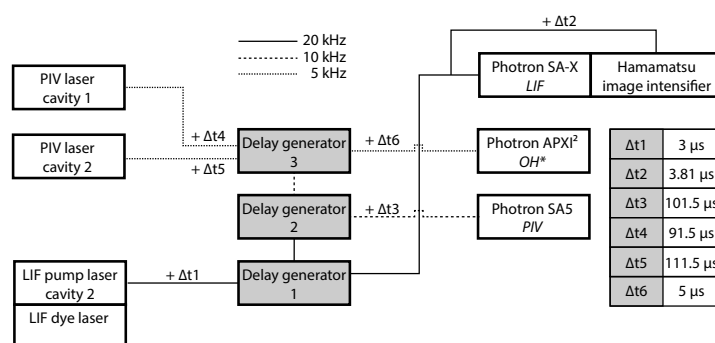 + Δt2
20 kHz
10 kHz
5 kHz
PIV laser
cavity 1
Photron SA-X
LIF
Hamamatsu
image intensifier
+ Δt4
PIV laser
cavity 2
+ Δt5
Delay generator
3
+ Δt6
Photron APXI²
OH*
Delay generator
2
+ Δt3
Photron SA5
PIV
LIF pump laser
cavity 2
+ Δt1
Delay generator
1
LIF dye laser
Δt1 3 µs
Δt2 3.81 µs
Δt3 101.5 µs
Δt4 91.5 µs
Δt5 111.5 µs
Δt6 5 µs